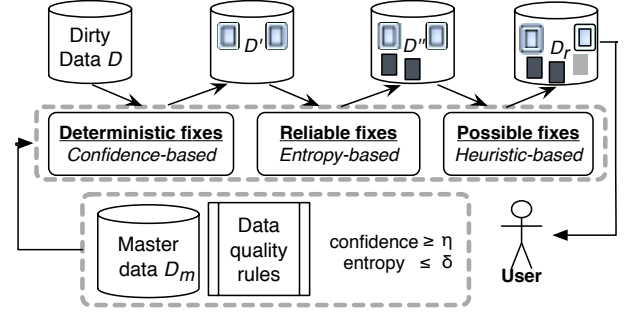 Dirty
Data D
D'
D"
Dr
Deterministic fixes
Confidence-based
Reliable fixes
Entropy-based
Possible fixes
Heuristic-based
Master
data Dm
Data
quality
rules
confidence ≥ η
entropy ≤ δ
User